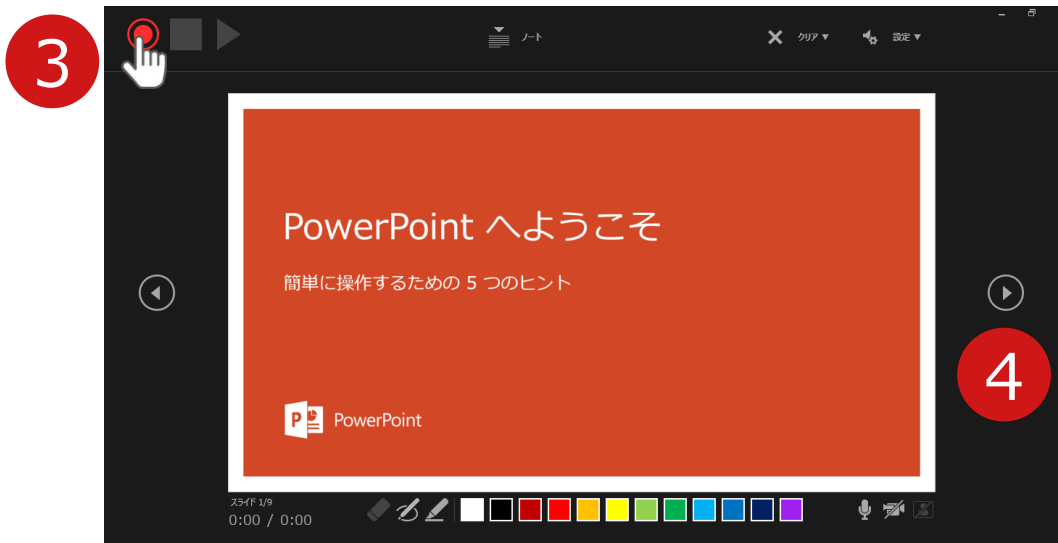 3
ノート
クリア▼
設定▼
PowerPoint へようこそ
簡単に操作するための 5 つのヒント
4
P PowerPoint
スライド 1/9
0:00 / 0:00